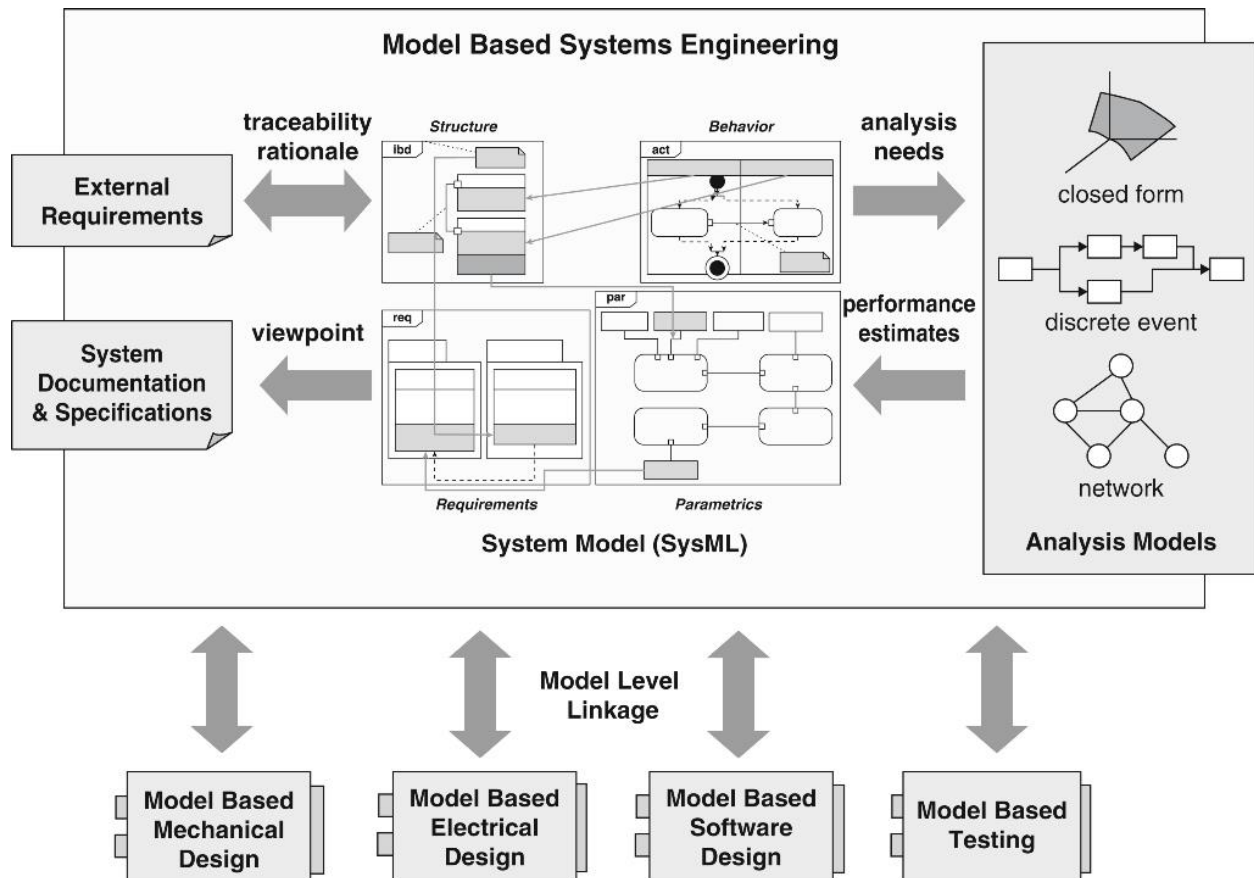 Model Based Systems Engineering
traceability
rationale
Structure
Behavior
analysis
needs
ibd
act
External
Requirements
closed form
req
par
performance
estimates
viewpoint
System
Documentation
& Specifications
discrete event
network
Requirements
Parametrics
System Model (SysML)
Analysis Models
Model Level
Linkage
Model Based
Mechanical
Design
Model Based
Electrical
Design
Model Based
Software
Design
Model Based
Testing